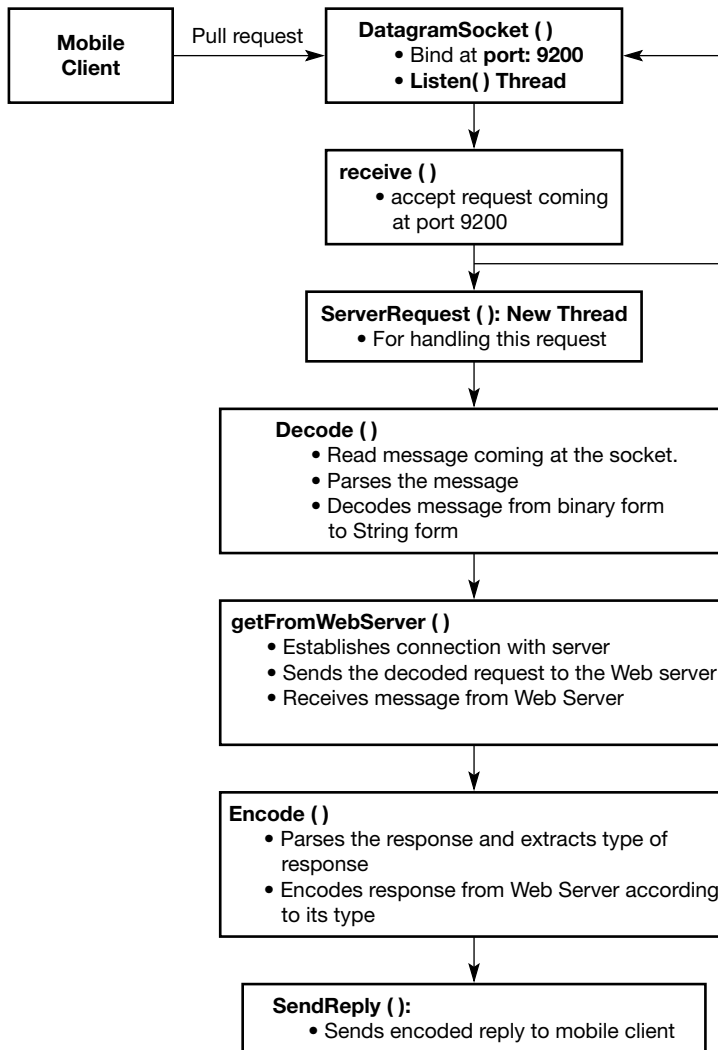 Mobile
Client
Pull request
DatagramSocket ( )
• Bind at port: 9200
• Listen( ) Thread
receive ( )
• accept request coming
at port 9200
ServerRequest ( ): New Thread
• For handling this request
Decode ( )
• Read message coming at the socket.
• Parses the message
• Decodes message from binary form
to String form
getFromWebServer ( )
• Establishes connection with server
• Sends the decoded request to the Web server
• Receives message from Web Server
Encode ( )
• Parses the response and extracts type of
response
• Encodes response from Web Server according
to its type
SendReply ( ):
• Sends encoded reply to mobile client